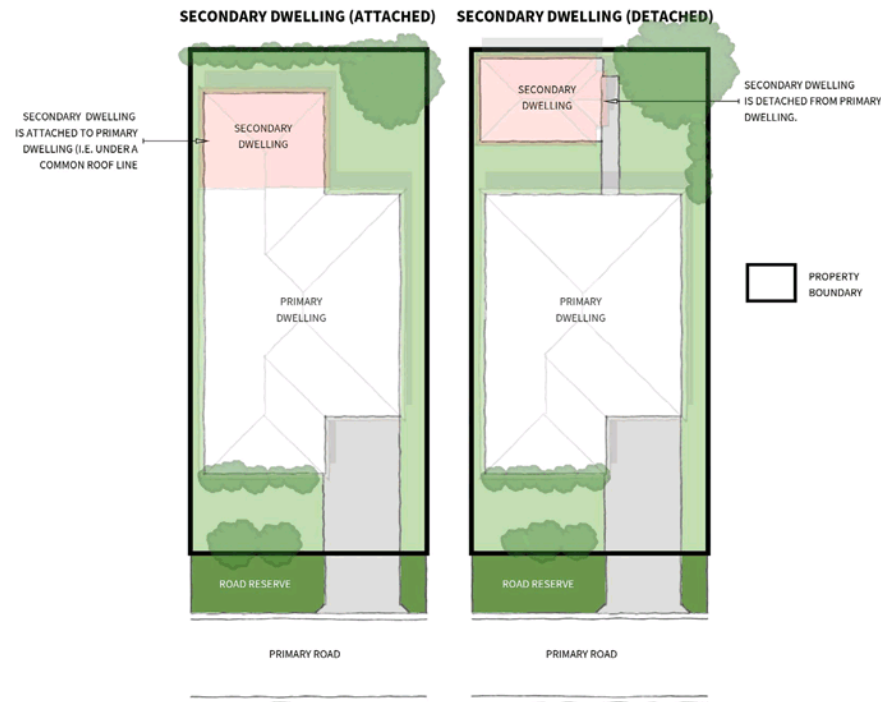 SECONDARY DWELLING (ATTACHED)
SECONDARY DWELLING
IS ATTACHED TO PRIMARY
DWELLING (I.E. UNDER A
COMMON ROOF LINE
SECONDARY
DWELLING
PRIMARY
DWELLING
ROAD RESERVE
PRIMARY ROAD
SECONDARY DWELLING (DETACHED)
SECONDARY
DWELLING
SECONDARY DWELLING
IS DETACHED FROM PRIMARY
DWELLING.
PRIMARY
DWELLING
ROAD RESERVE
PRIMARY ROAD
PROPERTY
BOUNDARY